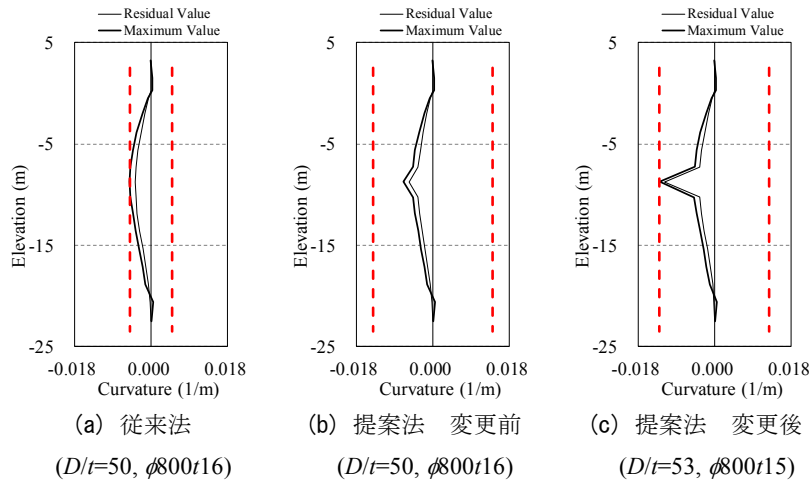 Residual Value
Maximum Value
5
-5
-15
-25
Elevation (m)
-0.018 0.000 0.018
Curvature (1/m)
(a) 従来法
(D/t=50, ϕ800t16)
Residual Value
Maximum Value
5
-5
-15
-25
Elevation (m)
-0.018 0.000 0.018
Curvature (1/m)
(b) 提案法 変更前
(D/t=50, ϕ800t16)
Residual Value
Maximum Value
5
-5
-15
-25
Elevation (m)
-0.018 0.000 0.018
Curvature (1/m)
(c) 提案法 変更後
(D/t=53, ϕ800t15)